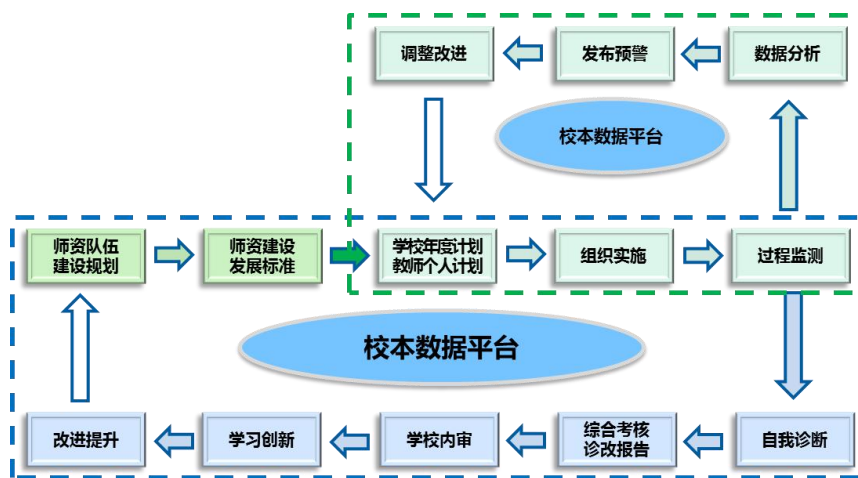 调整改进
发布预警
数据分析
校本数据平台
师资队伍
建设规划
师资建设
发展标准
学校年度计划
教师个人计划
组织实施
过程监测
校本数据平台
改进提升
学习创新
学校内审
综合考核
诊改报告
自我诊断